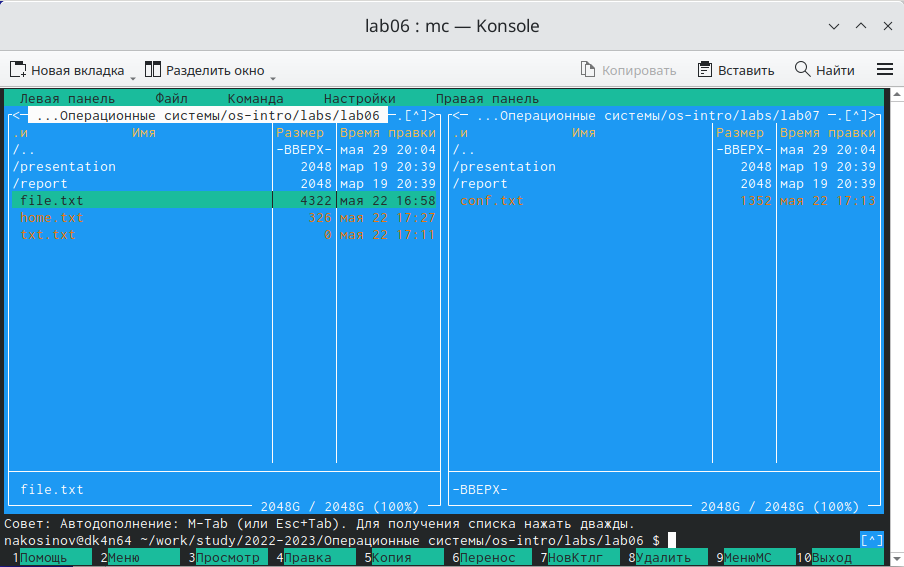 lab06 : mc — Konsole
Новая вкладка Разделить окно Копировать Вставить Найти
Левая панель Файл Команда Настройки Правая панель
<— ...Операционные системы/os-intro/labs/lab06 —.[^]> <— ...Операционные системы/os-intro/labs/lab07 —.[^]>
.и Имя Размер Время правки .и Имя Размер Время правки
/.. -ВВЕРХ- мая 29 20:04 /.. -ВВЕРХ- мая 29 20:04
/presentation 2048 мар 19 20:39 /presentation 2048 мар 19 20:39
/report 2048 мар 19 20:39 /report 2048 мар 19 20:39
file.txt 4322 мая 22 16:58 conf.txt 1352 мая 22 17:13
home.txt 326 мая 22 17:27
txt.txt 0 мая 22 17:11
file.txt -ВВЕРХ-
2048G / 2048G (100%) 2048G / 2048G (100%)
Совет: Автодополнение: M-Tab (или Esc+Tab). Для получения списка нажать дважды.
nakosinov@dk4n64 ~/work/study/2022-2023/Операционные системы/os-intro/labs/lab06 $ [^]
1Помощь 2Меню 3Просмотр 4Правка 5Копия 6Перенос 7НовКтлг 8Удалить 9МенюМС 10Выход